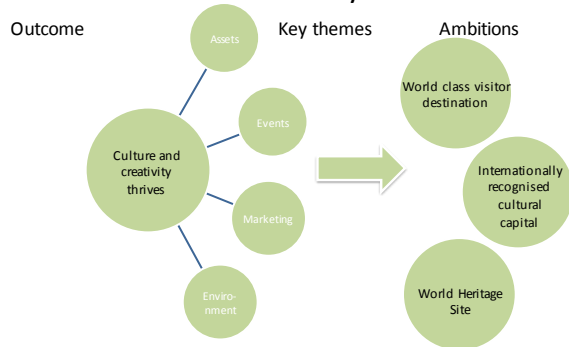 Outcome
Key themes
Ambitions
Assets
Events
Culture and
creativity
thrives
Marketing
Enviro-
nment
World class visitor
destination
Internationally
recognised
cultural
capital
World Heritage
Site